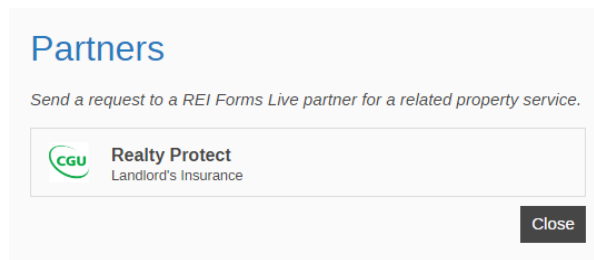 Partners
Send a request to a REI Forms Live partner for a related property service.
CGU
Realty Protect
Landlord's Insurance
Close